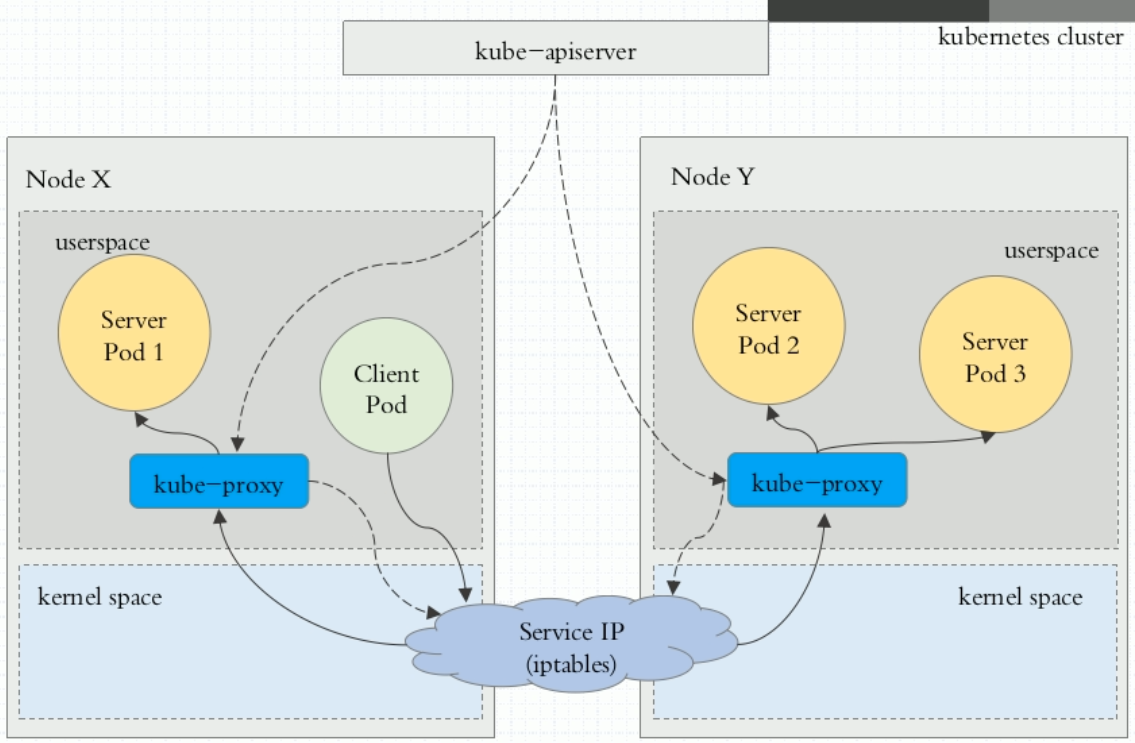 kube-apiserver
kubernetes cluster
Node X
userspace
Server
Pod 1
Client
Pod
kube-proxy
kernel space
Node Y
userspace
Server
Pod 2
Server
Pod 3
kube-proxy
kernel space
Service IP
(iptables)